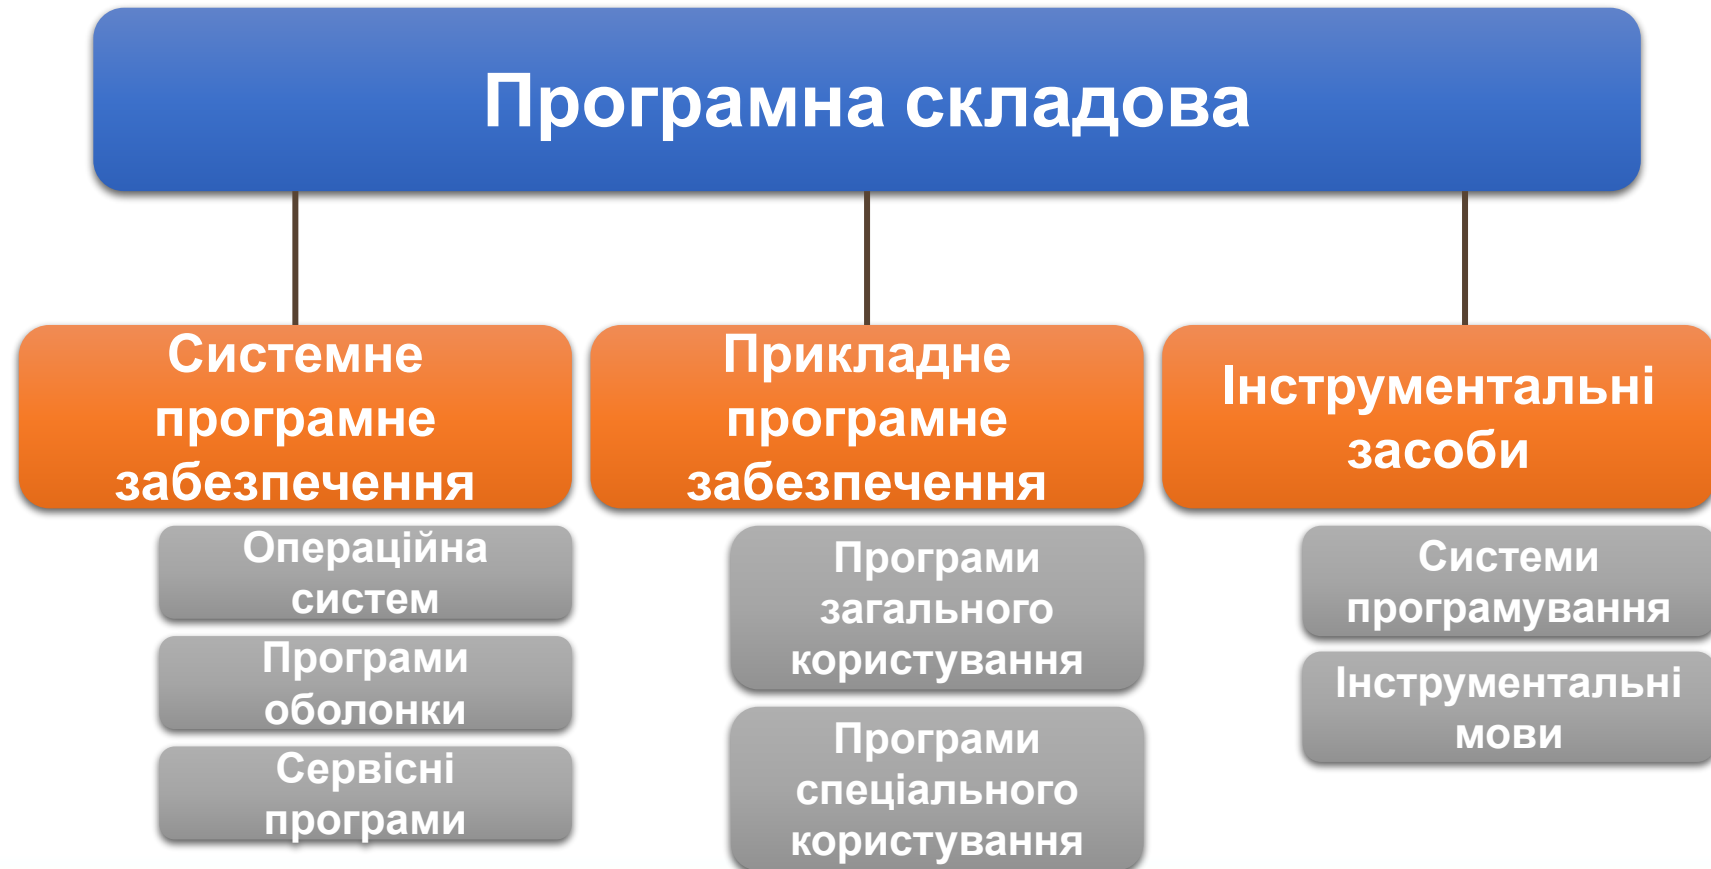 Програмна складова
Системне
програмне
забезпечення
Операційна
систем
Програми
оболонки
Сервісні
програми
Прикладне
програмне
забезпечення
Програми
загального
користування
Програми
спеціального
користування
Інструментальні
засоби
Системи
програмування
Інструментальні
мови